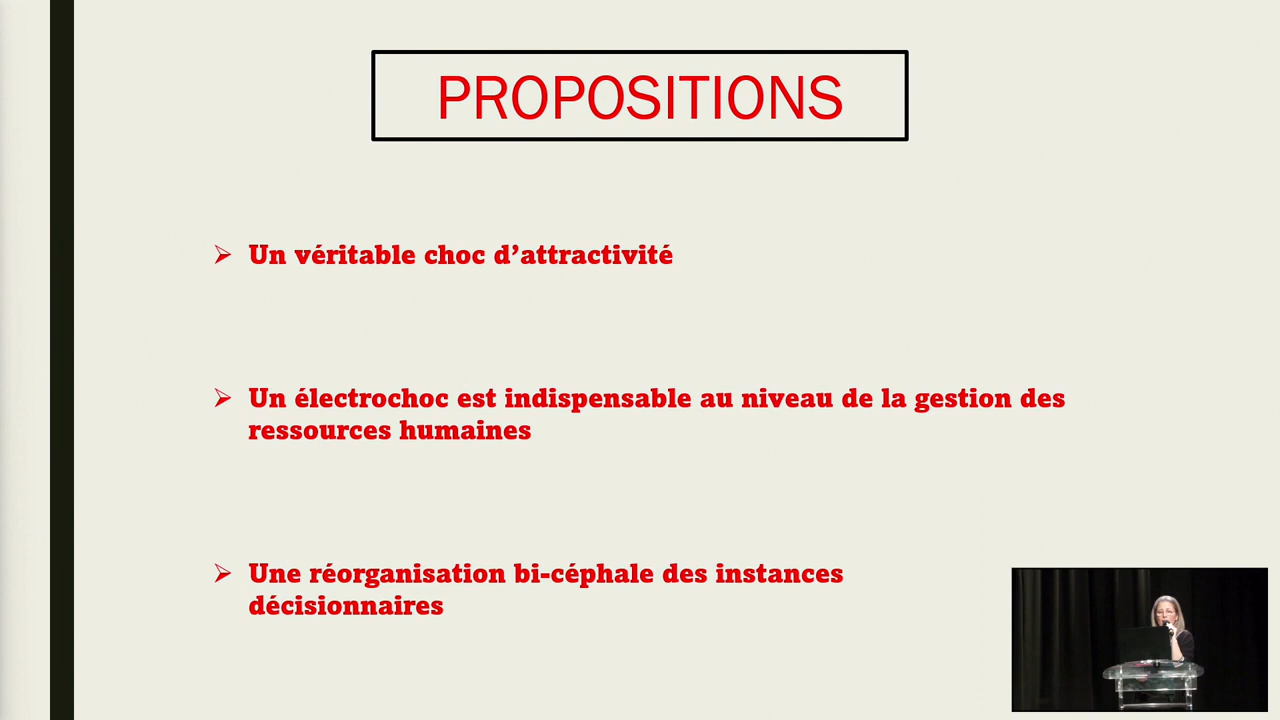 PROPOSITIONS
Un véritable choc d’attractivité
Un électrochoc est indispensable au niveau de la gestion des
ressources humaines
Une réorganisation bi-céphale des instances
décisionnaires